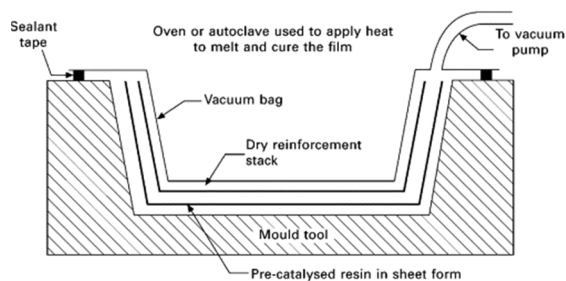 Sealant
tape
Oven or autoclave used to apply heat
to melt and cure the film
To vacuum
pump
Vacuum bag
Dry reinforcement
stack
Mould tool
Pre-catalysed resin in sheet form